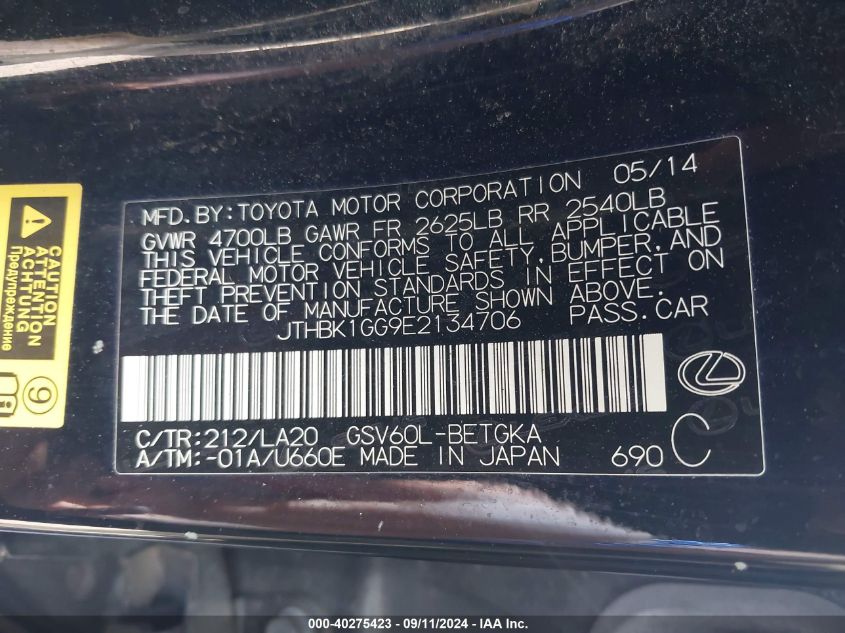 MFD. BY: TOYOTA MOTOR CORPORATION 05/14
GVWR 4700LB GAWR FR 2625LB RR 2540LB
THIS VEHICLE CONFORMS TO ALL APPLICABLE
FEDERAL MOTOR VEHICLE SAFETY, BUMPER, AND
THEFT PREVENTION STANDARDS IN EFFECT ON
THE DATE OF MANUFACTURE SHOWN ABOVE.
JTHBK1GG9E2134706 PASS. CAR
C/TR: 212/LA20 GSV60L-BETGKA
A/TM: -01A/U660E MADE IN JAPAN 690 C
CAUTION
ATTENTION
ACHTUNG
Предупреждение
9
000-40275423 - 09/11/2024 - IAA Inc.